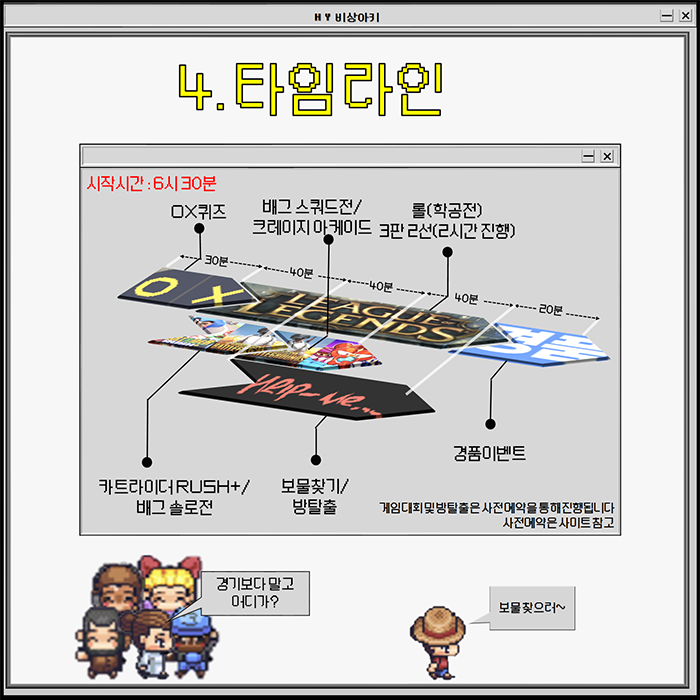 HY 비상아키
4. 타임라인
시작시간 : 6시 30분
OX퀴즈
배그 스쿼드전/
크레이지 아케이드
롤(학공전)
3판 2선(2시간 진행)
30분
40분
40분
40분
20분
O X
LEAGUE of
LEGENDS
경품
HELP ME....
카트라이더 RUSH+/
배그 솔로전
보물찾기/
방탈출
경품이벤트
게임대회 및 방탈출은 사전예약을 통해 진행됩니다
사전예약은 사이트 참고
경기보다 말고
어디가?
보물 찾으러~